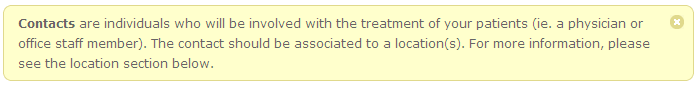 Contacts are individuals who will be involved with the treatment of your patients (ie. a physician or
office staff member). The contact should be associated to a location(s). For more information, please
see the location section below.